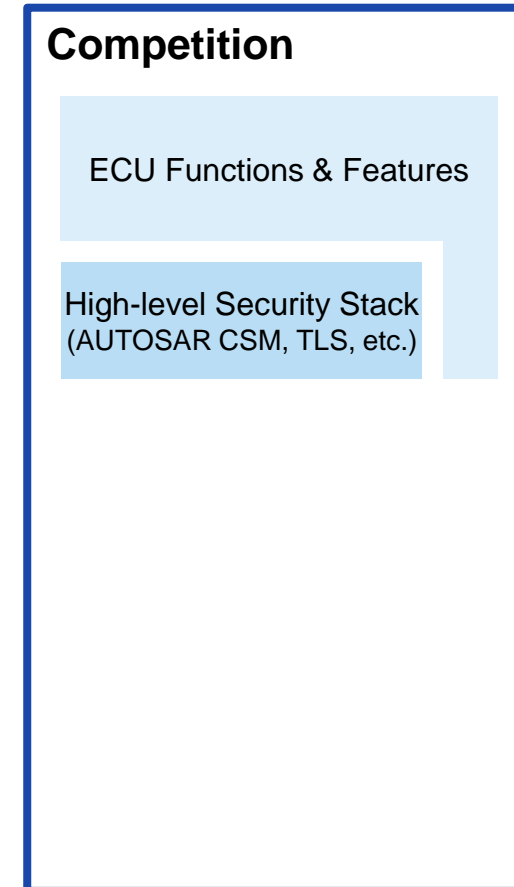 Competition
ECU Functions & Features
High-level Security Stack
(AUTOSAR CSM, TLS, etc.)